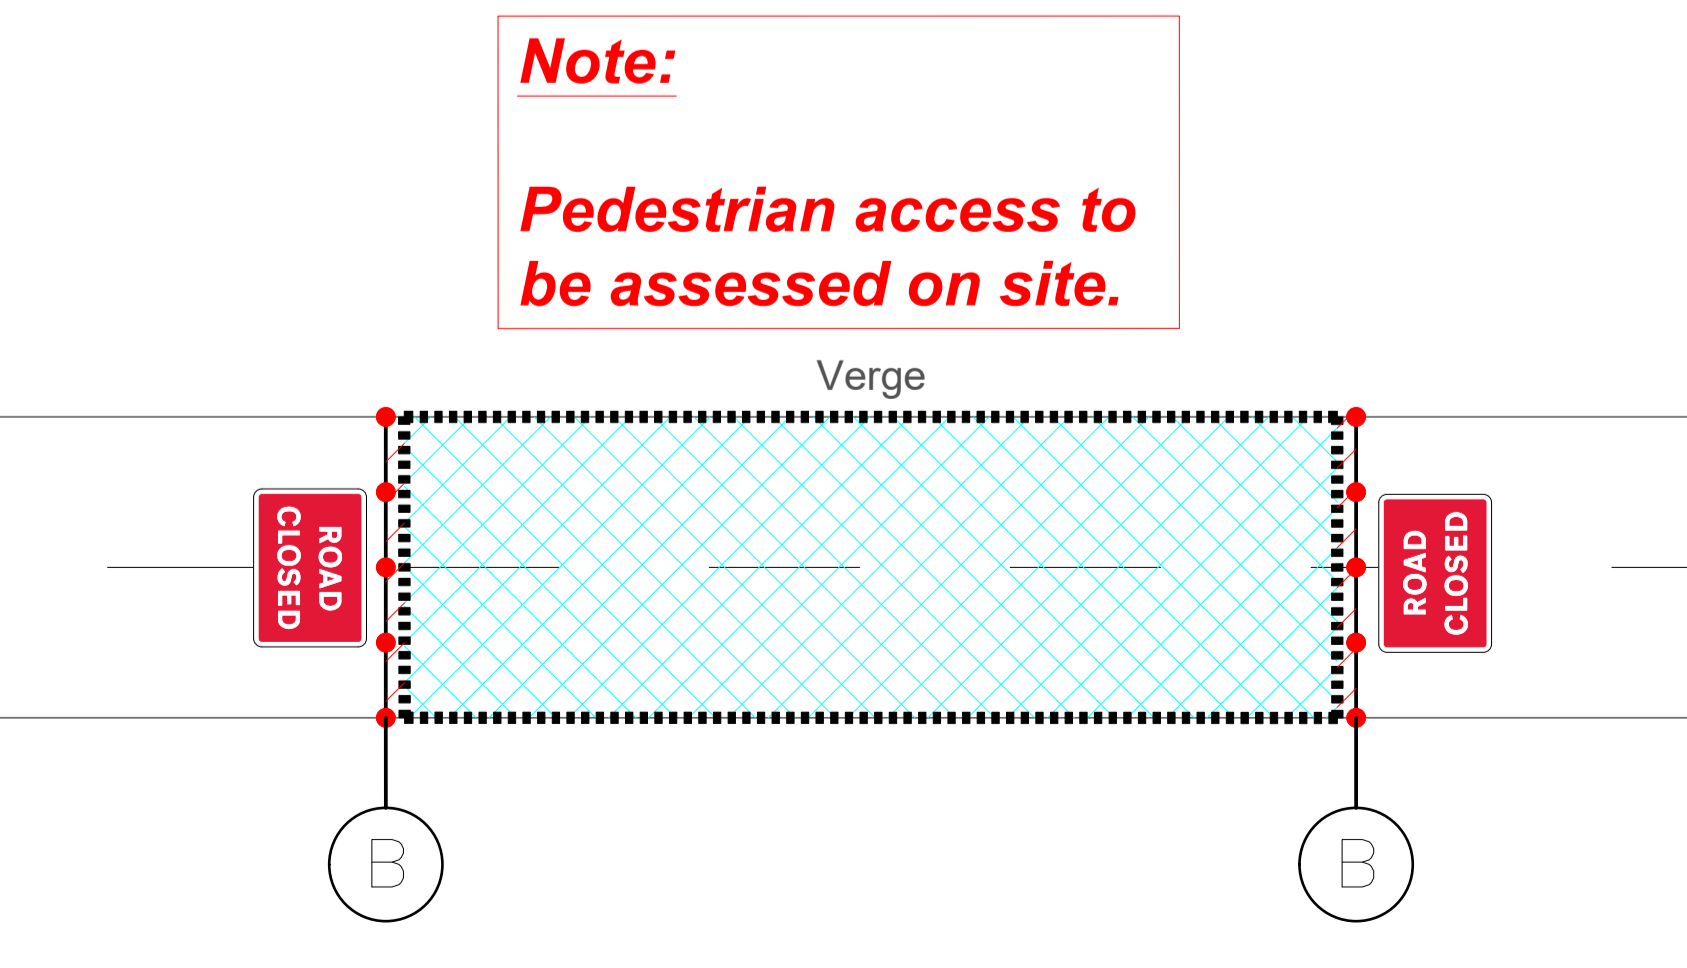 Note:
Pedestrian access to
be assessed on site.
Verge
ROAD
CLOSED
ROAD
CLOSED
B
B